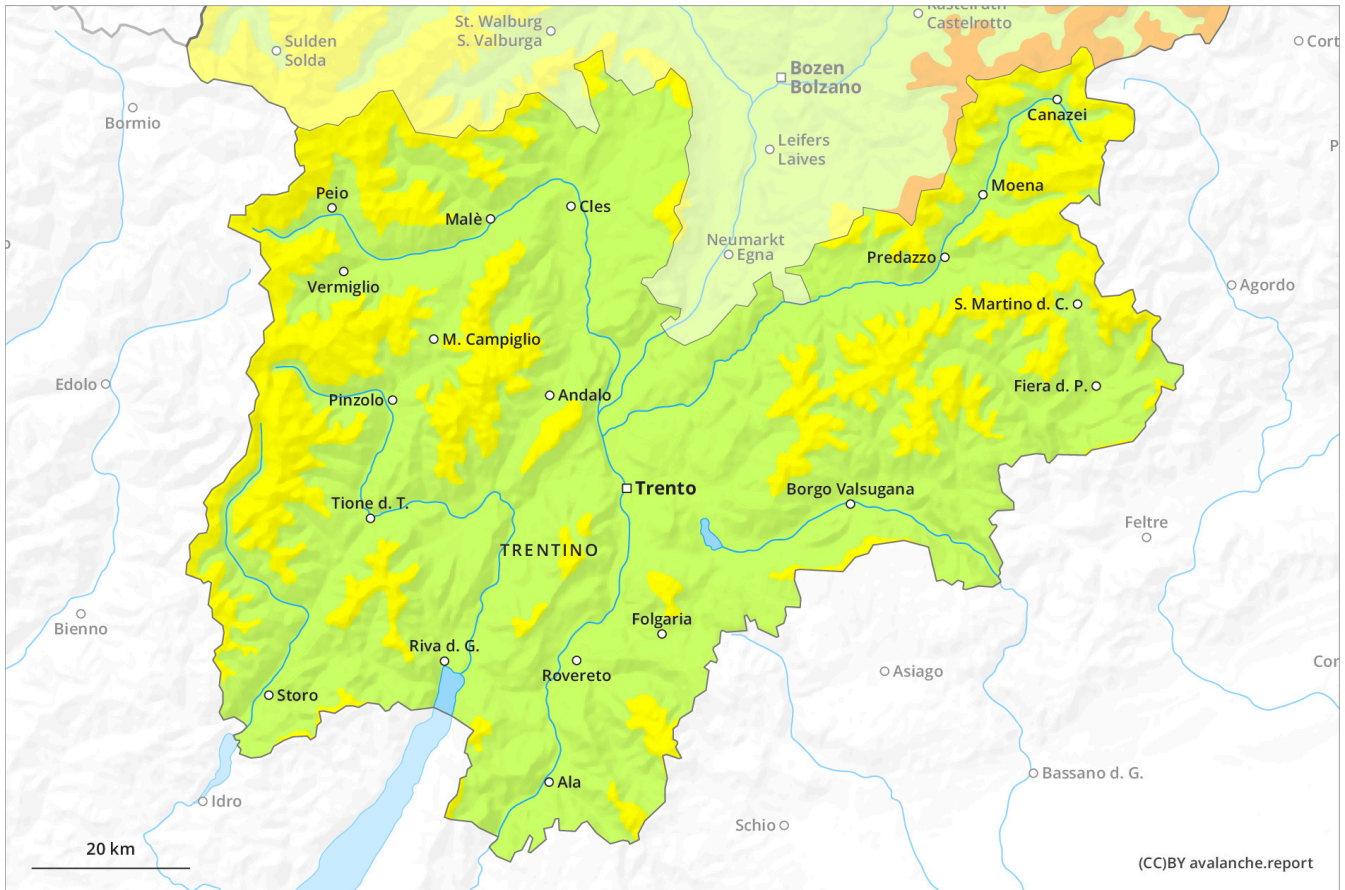 Kastelruth
Castelrotto
St. Walburg
S. Valburga
Sulden
Solda
Cort
Bozen
Bolzano
Bormio
Canazei
Leifers
Laives
P
Moena
Peio
Malè
Cles
Neumarkt
Egna
Predazzo
Vermiglio
Agordo
S. Martino d. C.
M. Campiglio
Edolo
Fiera d. P.
Pinzolo
Andalo
Trento
Borgo Valsugana
Tione d. T.
Feltre
TRENTINO
Bienno
Folgaria
Riva d. G.
Cor
Rovereto
Asiago
Storo
Bassano d. G.
Ala
Idro
Schio
20 km
(CC)BY avalanche.report